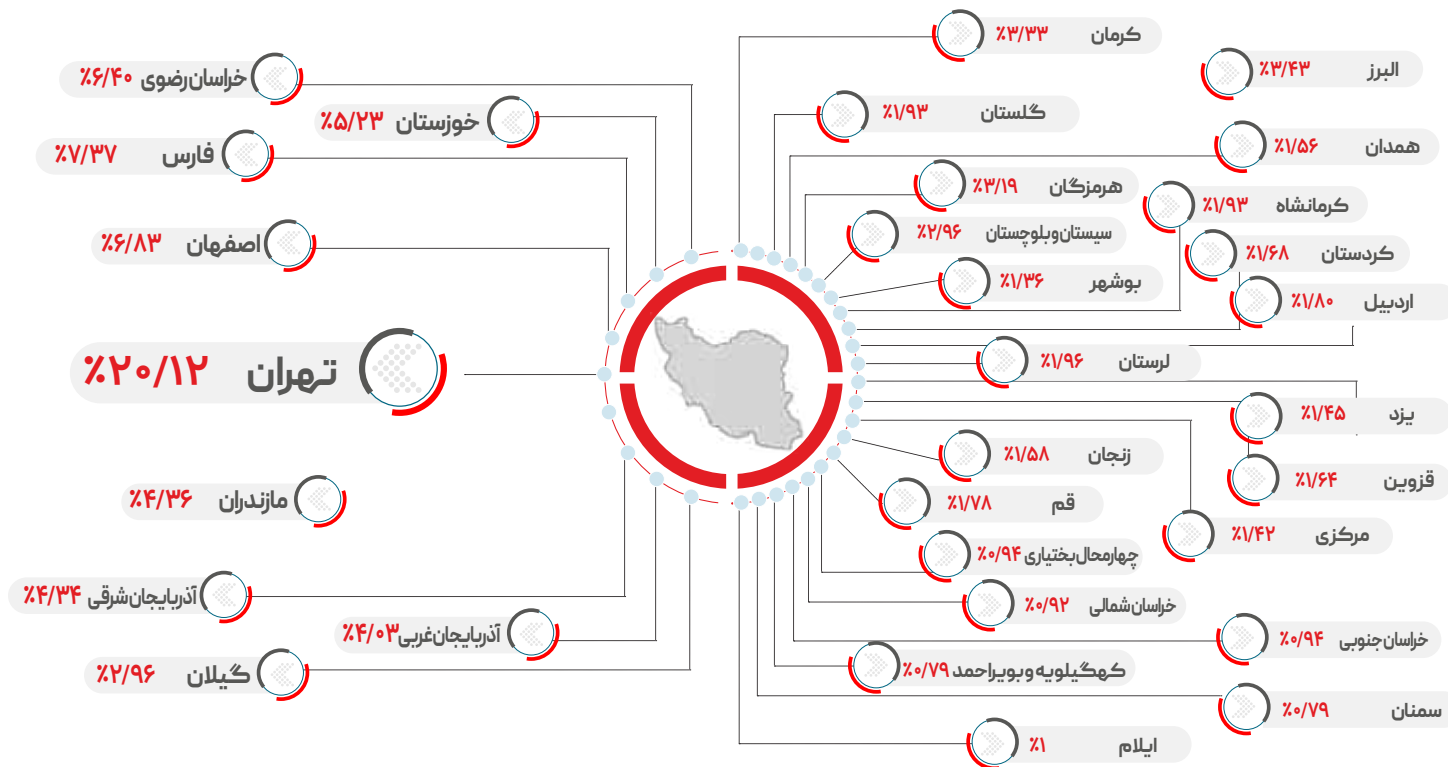 کرمان ٪۳/۳۳
البرز ٪۳/۴۳
گلستان ٪۱/۹۳
همدان ٪۱/۵۶
هرمزگان ٪۳/۱۹
کرمانشاه ٪۱/۹۳
سیستان و بلوچستان ٪۲/۹۶
کردستان ٪۱/۶۸
بوشهر ٪۱/۳۶
اردبیل ٪۱/۸۰
لرستان ٪۱/۹۶
یزد ٪۱/۴۵
زنجان ٪۱/۵۸
قزوین ٪۱/۶۴
قم ٪۱/۷۸
مرکزی ٪۱/۴۲
چهارمحال بختیاری ٪۰/۹۴
خراسان شمالی ٪۰/۹۲
خراسان جنوبی ٪۰/۹۴
کهگیلویه و بویراحمد ٪۰/۷۹
سمنان ٪۰/۷۹
ایلام ٪۱
خراسان رضوی ٪۶/۴۰
خوزستان ٪۵/۲۳
فارس ٪۷/۳۷
اصفهان ٪۶/۸۳
تهران ٪۲۰/۱۲
مازندران ٪۴/۳۶
آذربایجان شرقی ٪۴/۳۴
آذربایجان غربی ٪۴/۰۳
گیلان ٪۲/۹۶